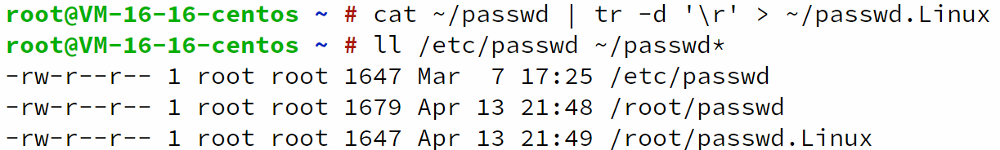 root@VM-16-16-centos ~ # cat ~/passwd | tr -d '\r' > ~/passwd.Linux
root@VM-16-16-centos ~ # ll /etc/passwd ~/passwd*
-rw-r--r-- 1 root root 1647 Mar  7 17:25 /etc/passwd
-rw-r--r-- 1 root root 1679 Apr 13 21:48 /root/passwd
-rw-r--r-- 1 root root 1647 Apr 13 21:49 /root/passwd.Linux